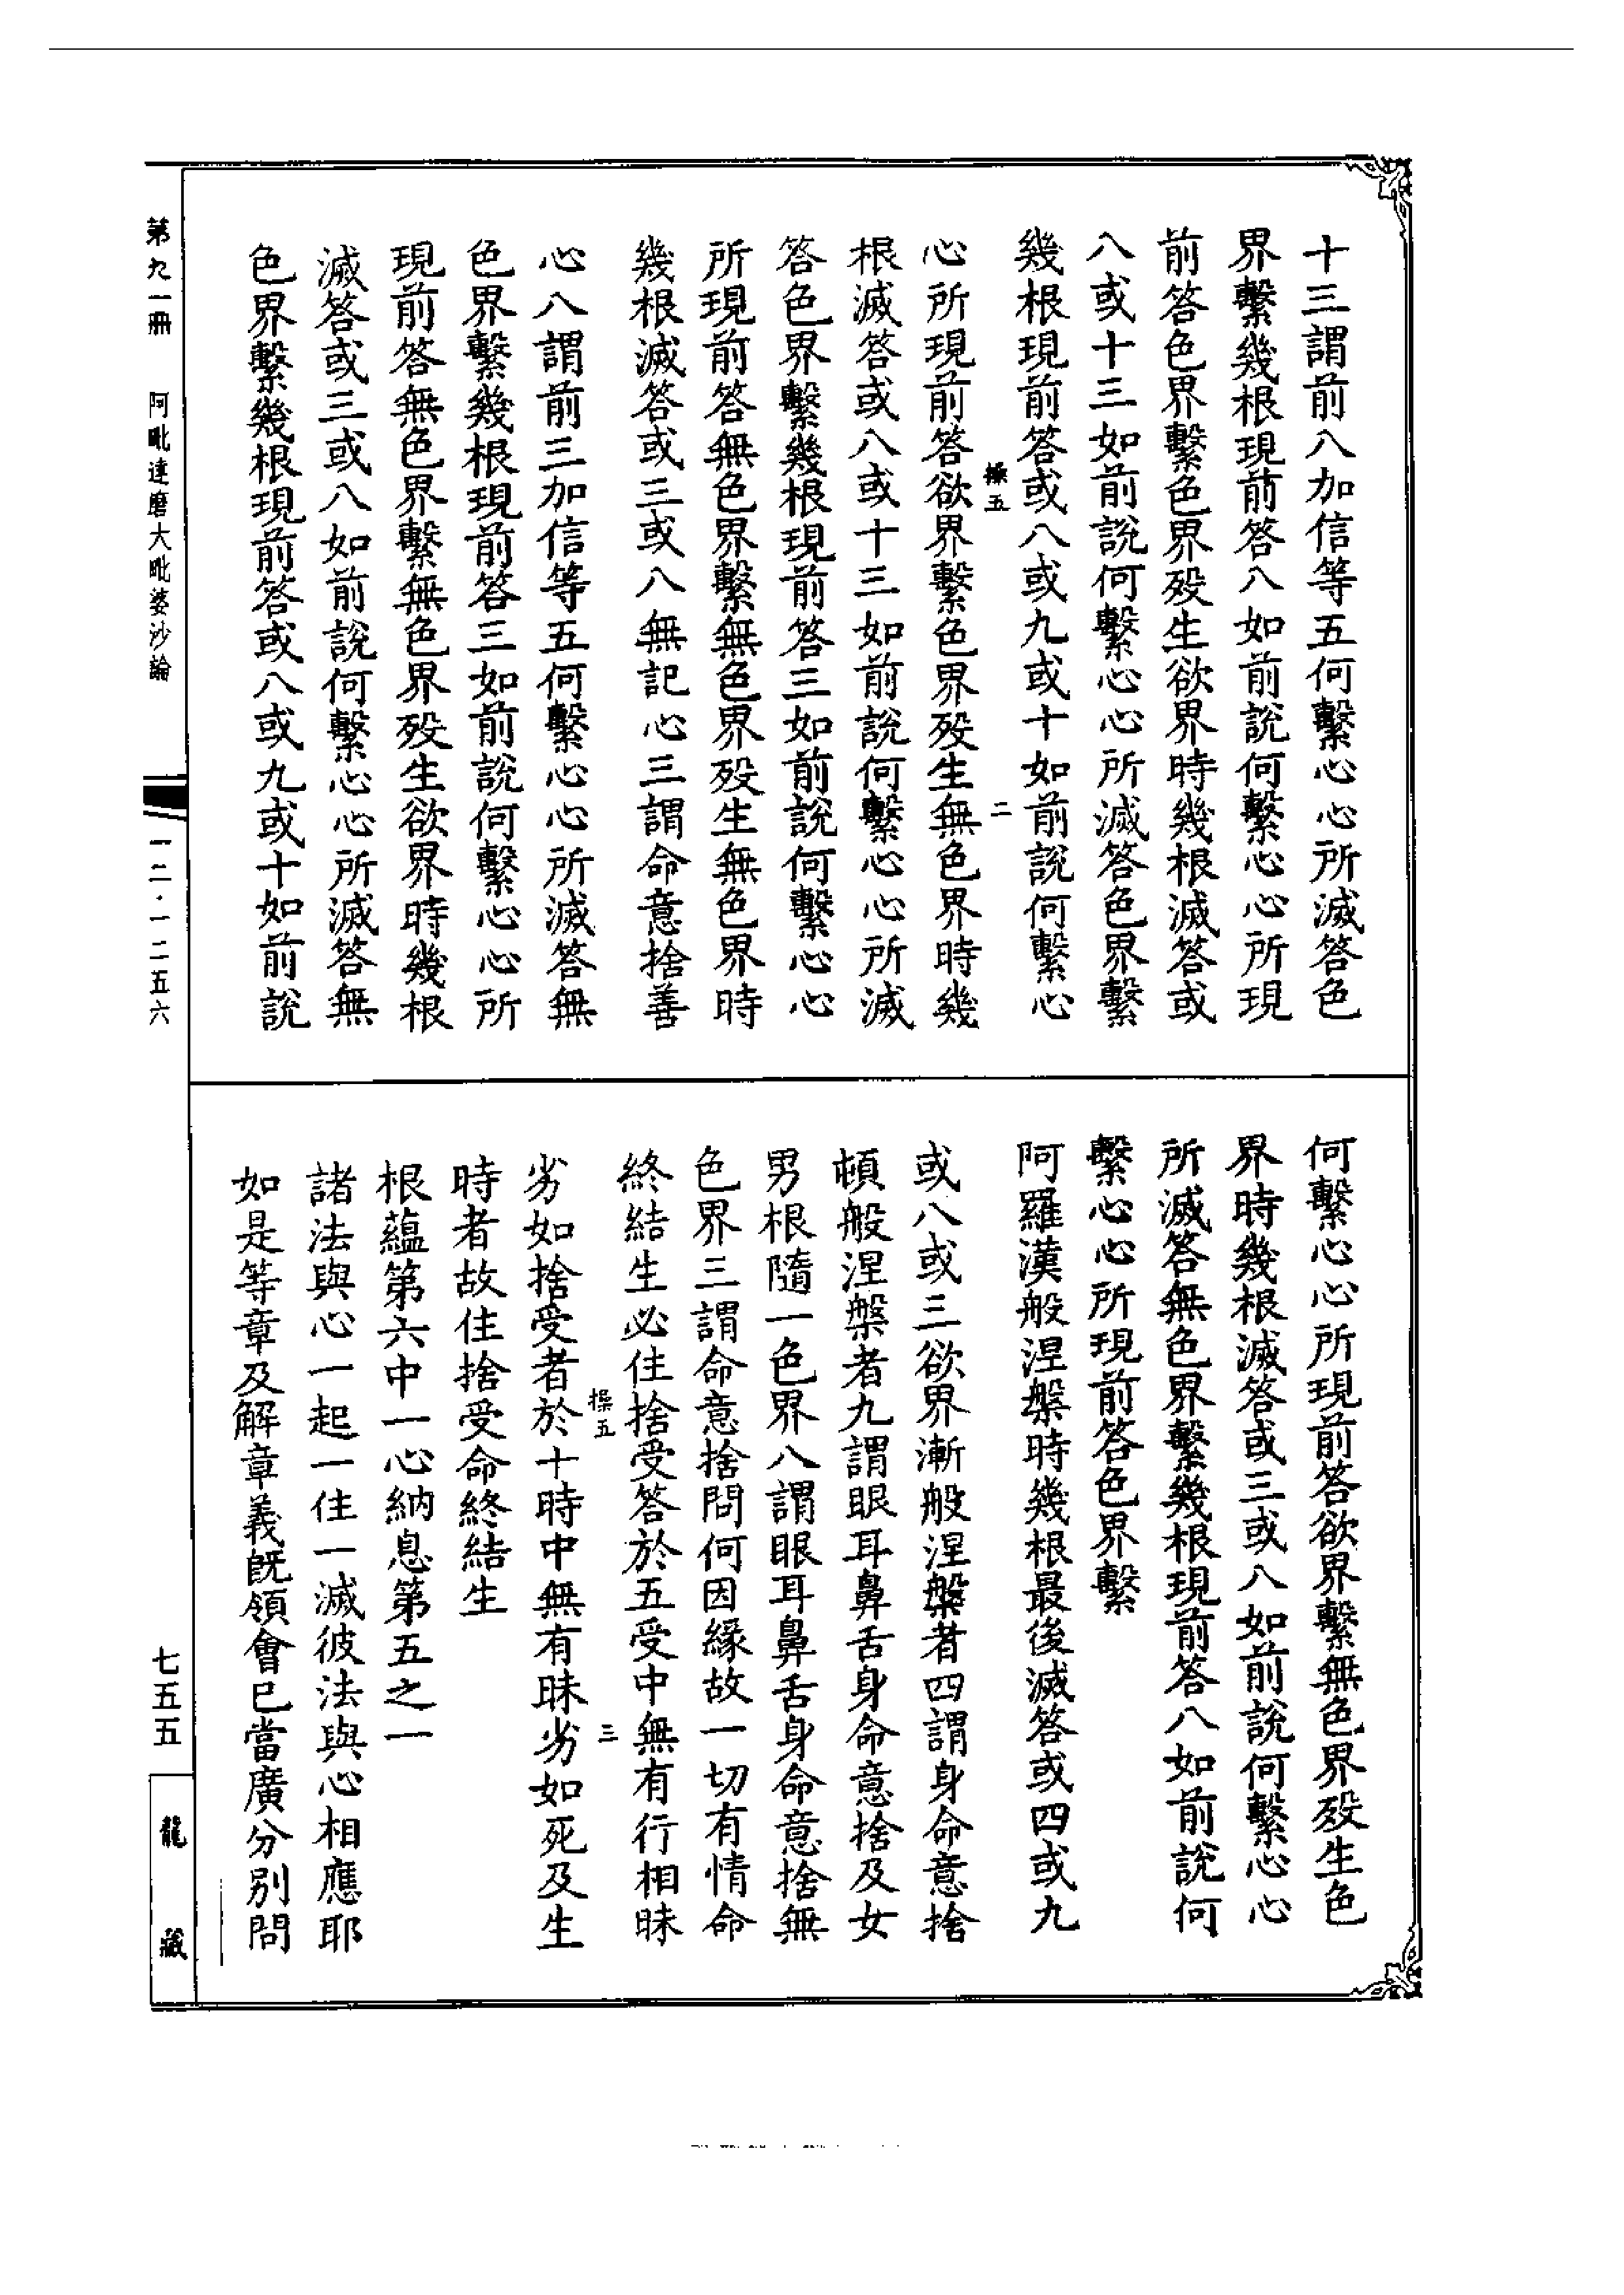 十三謂前八加信等五何繫心心所滅答色
界繫幾根現前答八如前說何繫心心所現
前答色界繫色界歿生欲界時幾根滅答或
八或十三如前說何繫心心所滅答色界繫
幾根現前答或八或九或十如前說何繫心
操五
二
心所現前答欲界繫色界歿生無色界時幾
根滅答或八或十三如前說何繫心心所滅
答色界繫幾根現前答三如前說何繫心心
所現前答無色界繫無色界歿生無色界時
幾根滅答或三或八無記心三謂命意捨善
心八謂前三加信等五何繫心心所滅答無
色界繫幾根現前答三如前說何繫心心所
現前答無色界繫無色界歿生欲界時幾根
滅答或三或八如前說何繫心心所滅答無
色界繫幾根現前答或八或九或十如前說
何繫心心所現前答欲界繫無色界歿生色
界時幾根滅答或三或八如前說何繫心心
所滅答無色界繫幾根現前答八如前說何
繫心心所現前答色界繫
阿羅漢般涅槃時幾根最後滅答或四或九
或八或三欲界漸般涅槃者四謂身命意捨
頓般涅槃者九謂眼耳鼻舌身命意捨及女
男根隨一色界八謂眼耳鼻舌身命意捨無
色界三謂命意捨問何因緣故一切有情命
終結生必住捨受答於五受中無有行相昧
操五
三
劣如捨受者於十時中無有昧劣如死及生
時者故住捨受命終結生
根蘊第六中一心納息第五之一
諸法與心一起一住一滅彼法與心相應耶
如是等章及解章義既領會已當廣分別問
第九一冊
阿毗達磨大毗婆沙論
一二·一二五六
七五五
龍藏